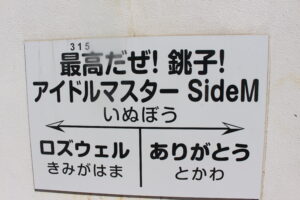 315
最高だぜ! 銚子!
アイドルマスター SideM
いぬぼう
ロズウェル ありがとう
きみがはま とかわ